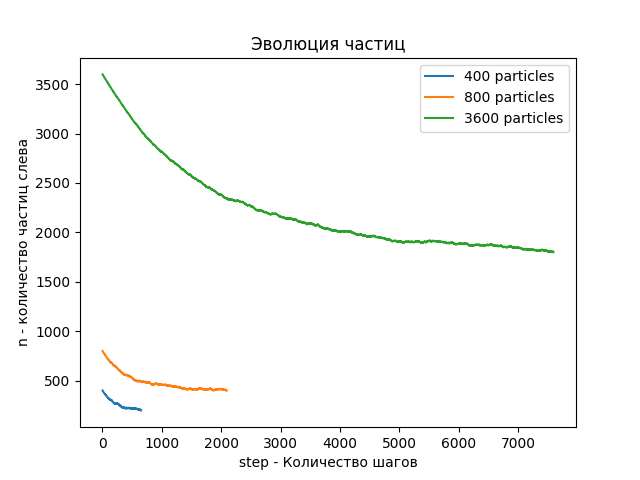 Эволюция частиц
400 particles
800 particles
3600 particles
3500
3000
2500
2000
1500
1000
500
n - количество частиц слева
0
1000
2000
3000
4000
5000
6000
7000
step - Количество шагов